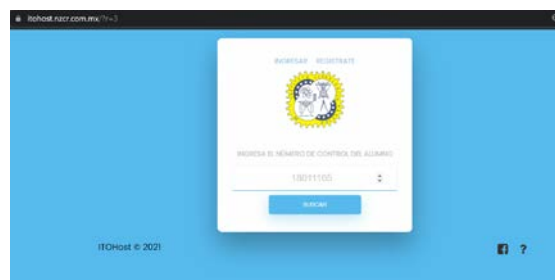 itohost.nzcr.com.mx/?r=3
INGRESAR REGISTRATE
INGRESA EL NÚMERO DE CONTROL DEL ALUMNO
18011105
BUSCAR
ITOHost © 2021
?